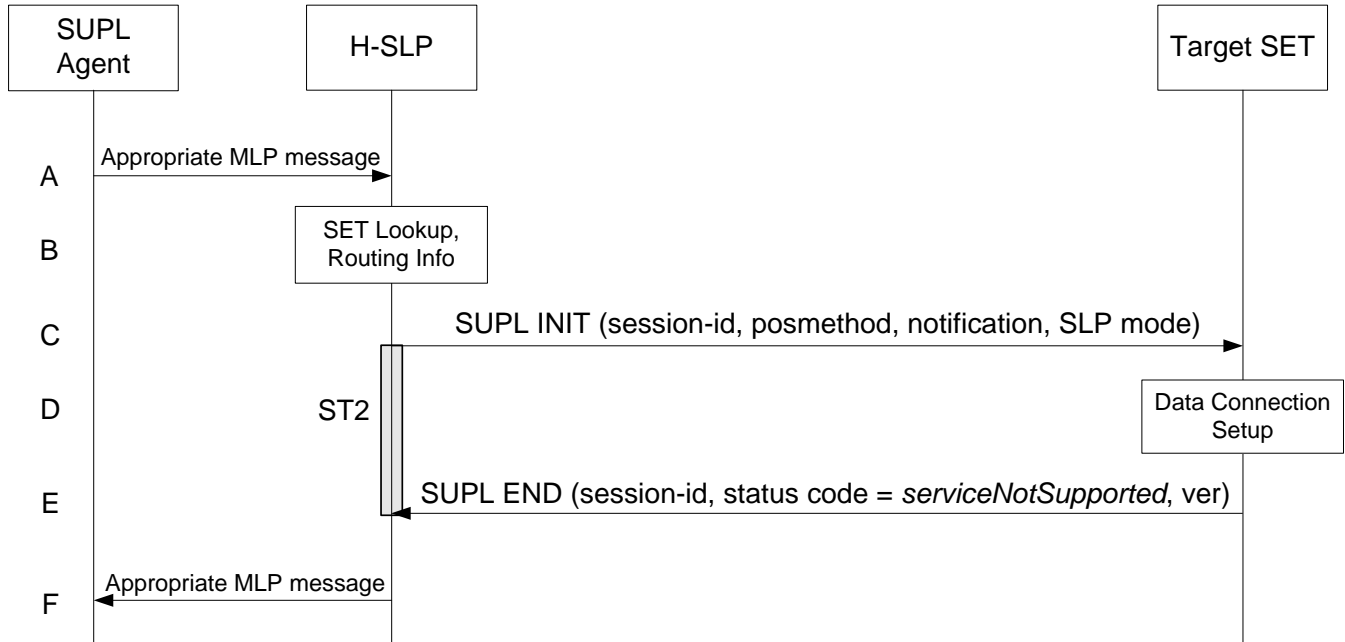 SUPL
Agent
H-SLP
Target SET
A
Appropriate MLP message
B
SET Lookup,
Routing Info
C
SUPL INIT (session-id, posmethod, notification, SLP mode)
D
ST2
Data Connection
Setup
E
SUPL END (session-id, status code = serviceNotSupported, ver)
F
Appropriate MLP message